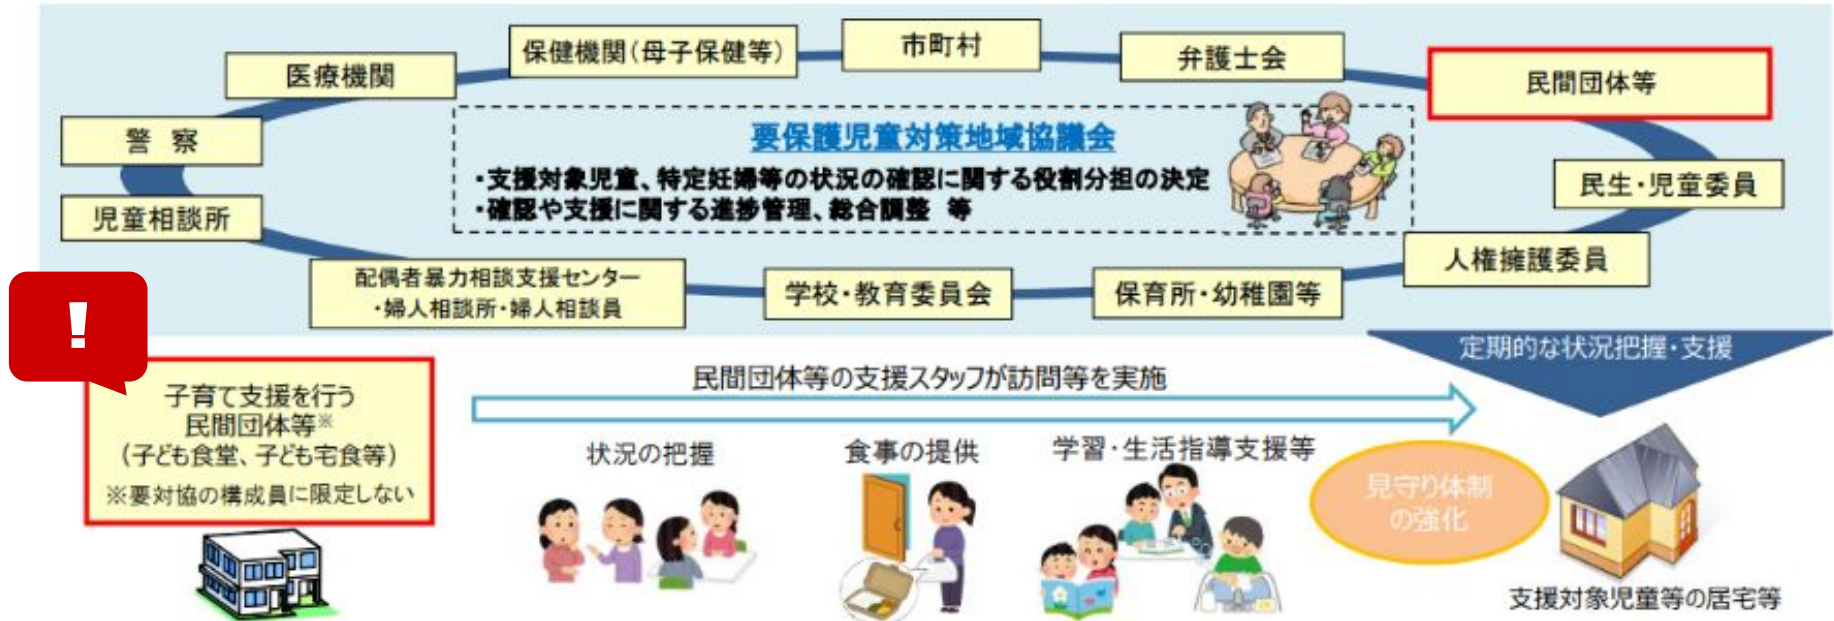 保健機関(母子保健等)
市町村
弁護士会
医療機関
民間団体等
警 察
要保護児童対策地域協議会
・支援対象児童、特定妊婦等の状況の確認に関する役割分担の決定
・確認や支援に関する進捗管理、総合調整 等
民生・児童委員
児童相談所
人権擁護委員
配偶者暴力相談支援センター
・婦人相談所・婦人相談員
学校・教育委員会
保育所・幼稚園等
!
定期的な状況把握・支援
子育て支援を行う
民間団体等※
(子ども食堂、子ども宅食等)
※要対協の構成員に限定しない
民間団体等の支援スタッフが訪問等を実施
状況の把握
食事の提供
学習・生活指導支援等
見守り体制
の強化
支援対象児童等の居宅等